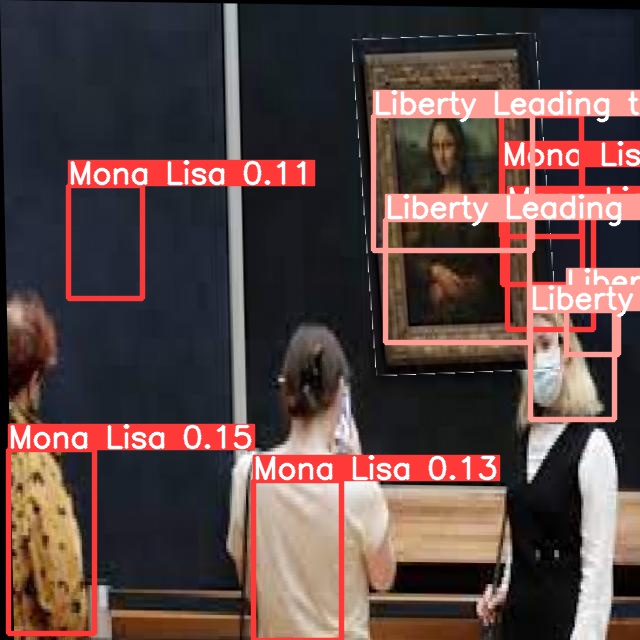 Liberty Leading t
Mona Lis
Mona Lisa 0.11
Liberty Leading
Liber
Liberty
Mona Lisa 0.15
Mona Lisa 0.13